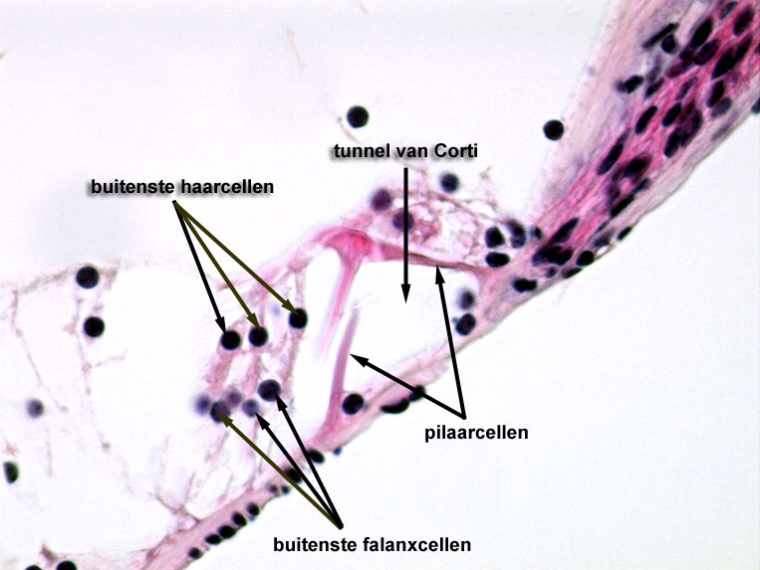 tunnel van Corti
buitenste haarcellen
pilaarcellen
buitenste falanxcellen